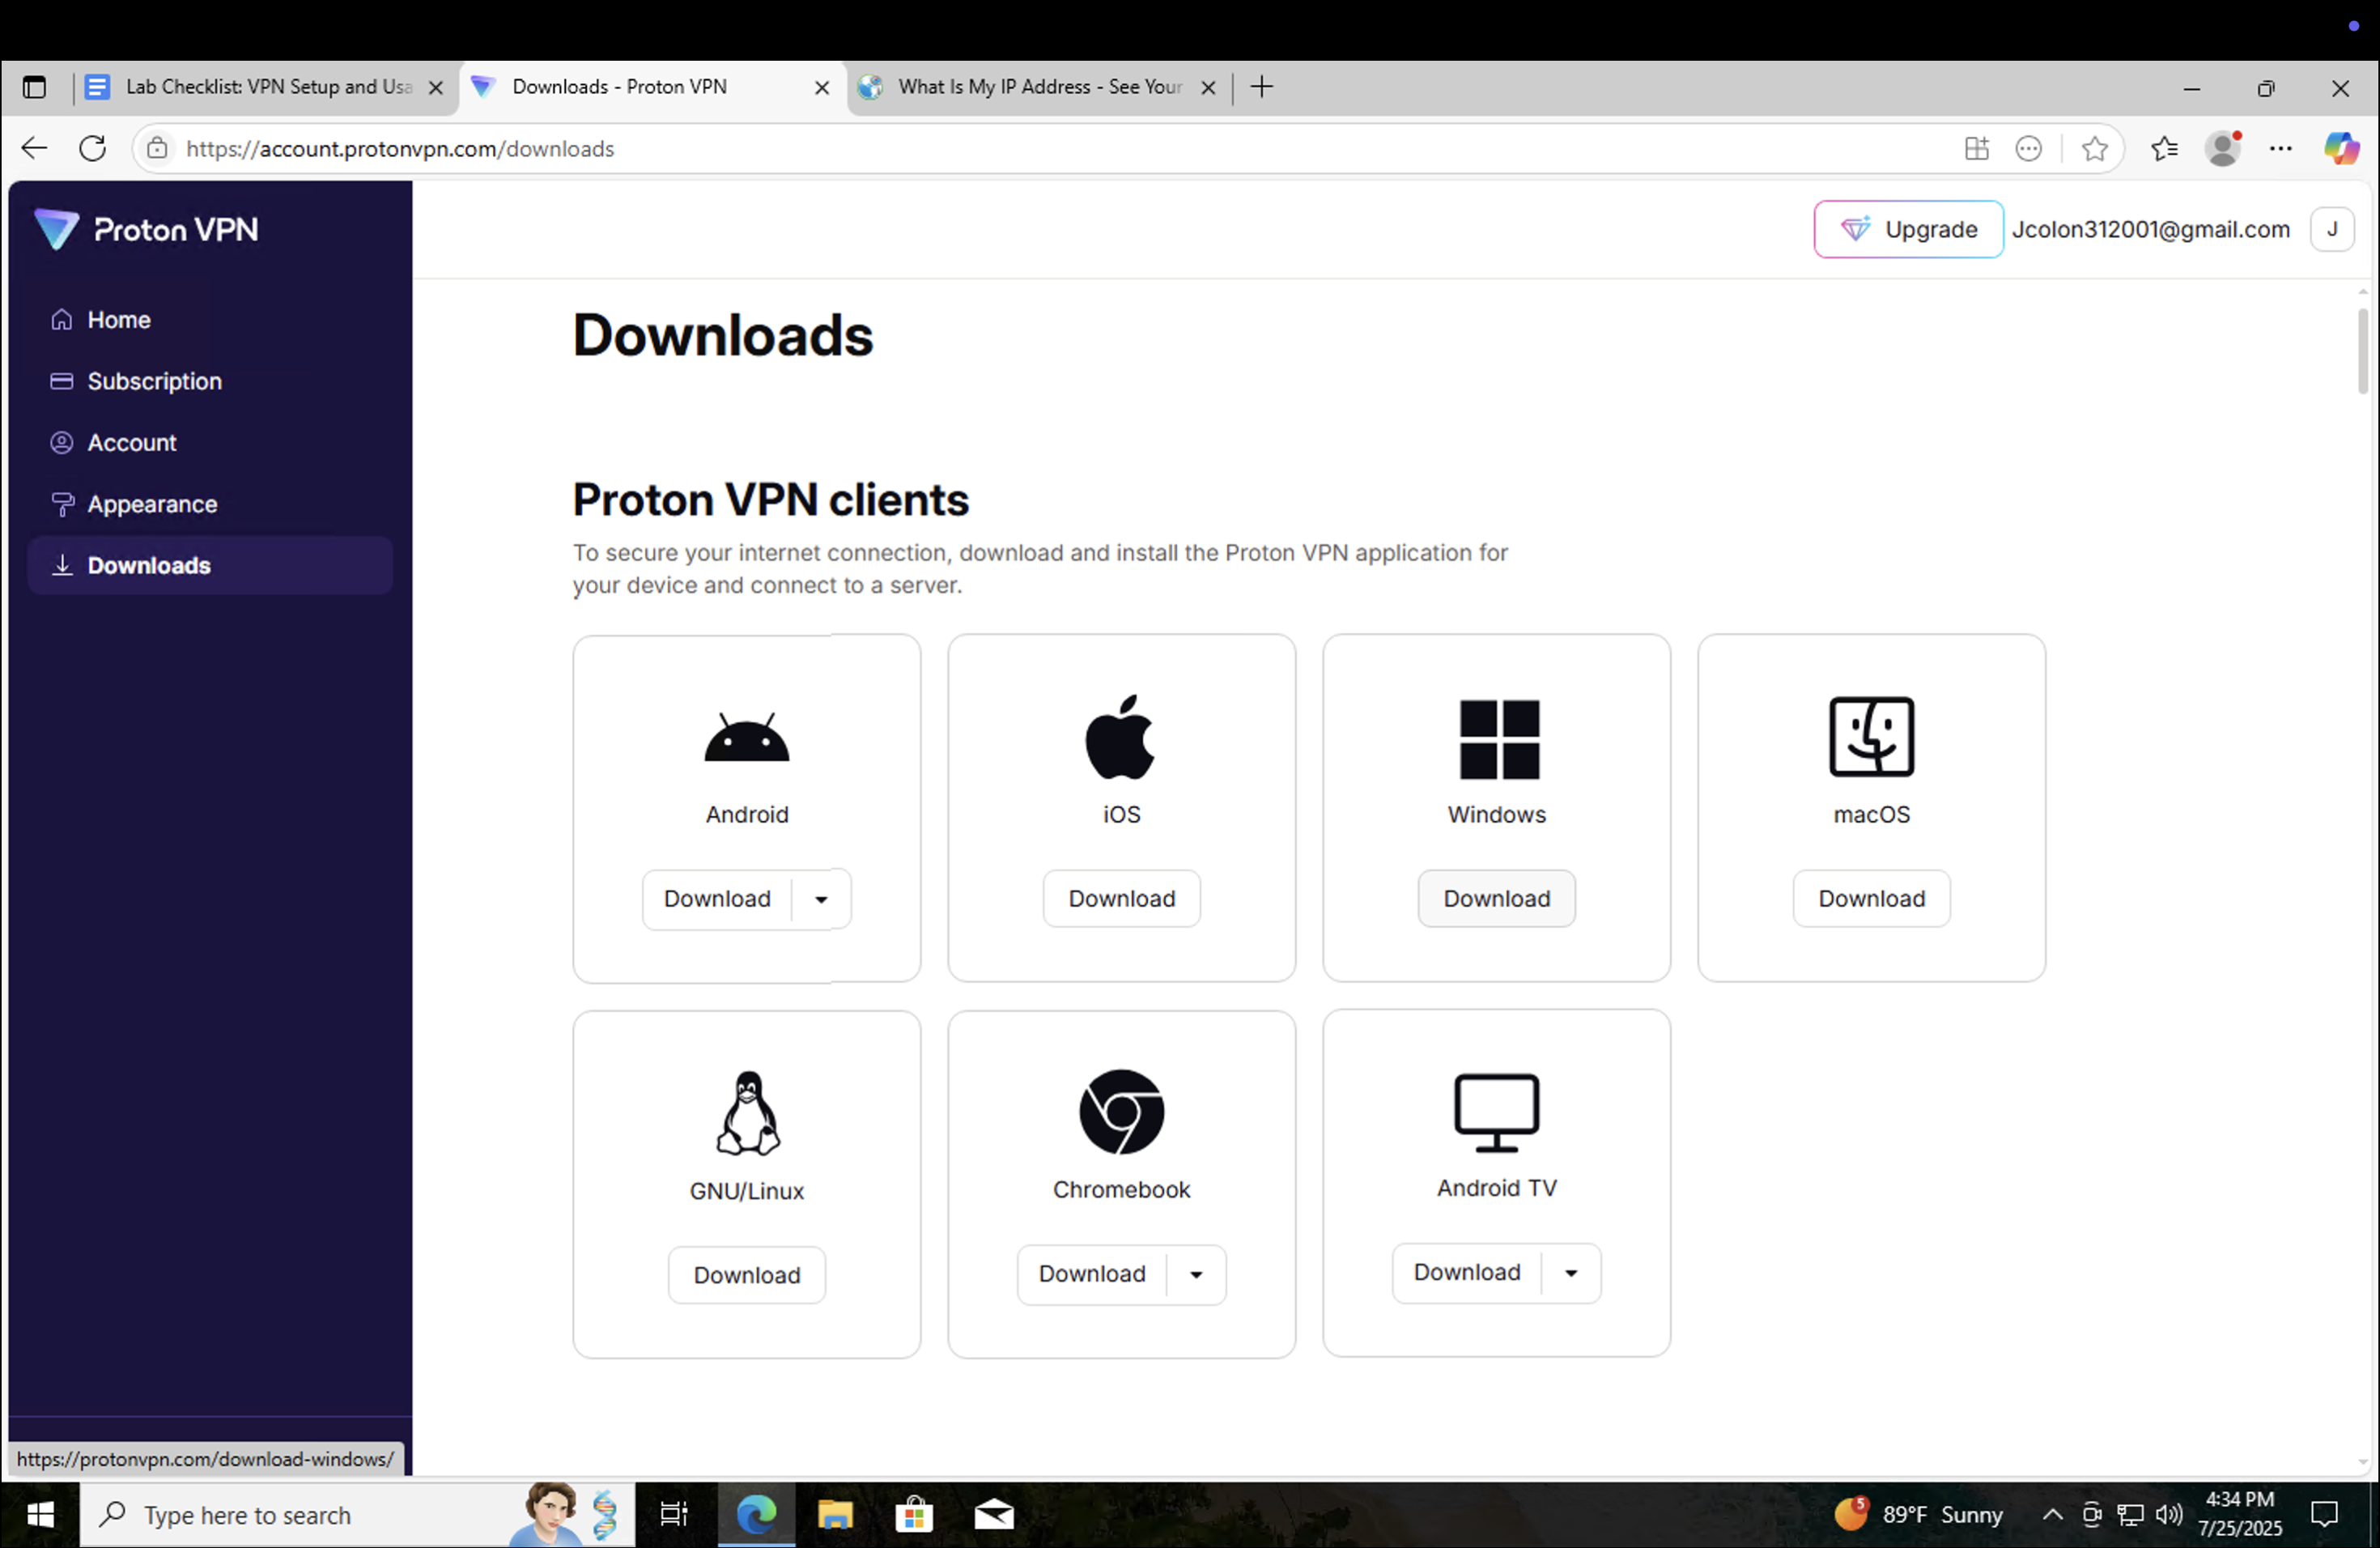 Lab Checklist: VPN Setup and Usa
Downloads - Proton VPN
What Is My IP Address - See Your
https://account.protonvpn.com/downloads
Proton VPN
Upgrade
Jcolon312001@gmail.com
J
Home
Subscription
Account
Appearance
Downloads
Downloads
Proton VPN clients
To secure your internet connection, download and install the Proton VPN application for
your device and connect to a server.
Android
iOS
Windows
macOS
Download
Download
Download
Download
GNU/Linux
Chromebook
Android TV
Download
Download
Download
https://protonvpn.com/download-windows/
Type here to search
5
89°F Sunny
4:34 PM
7/25/2025